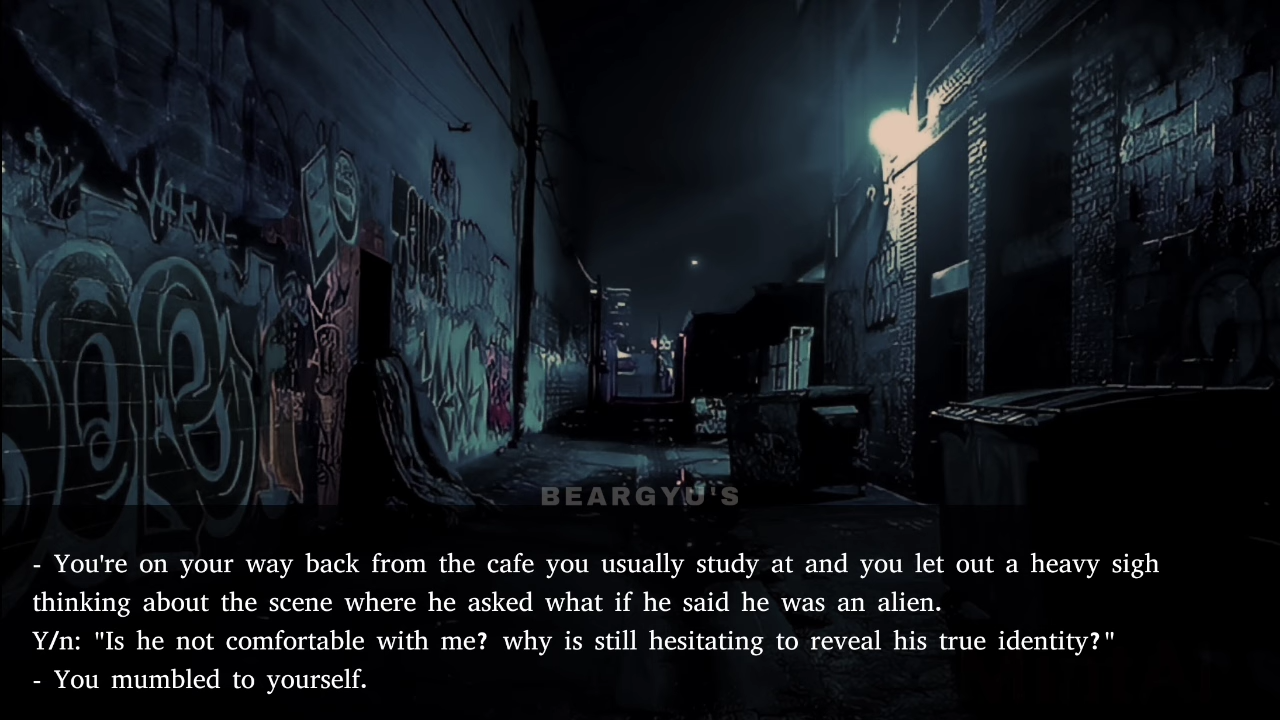 BEARGYU'S
- You're on your way back from the cafe you usually study at and you let out a heavy sigh
thinking about the scene where he asked what if he said he was an alien.
Y/n: "Is he not comfortable with me? why is still hesitating to reveal his true identity?"
- You mumbled to yourself.